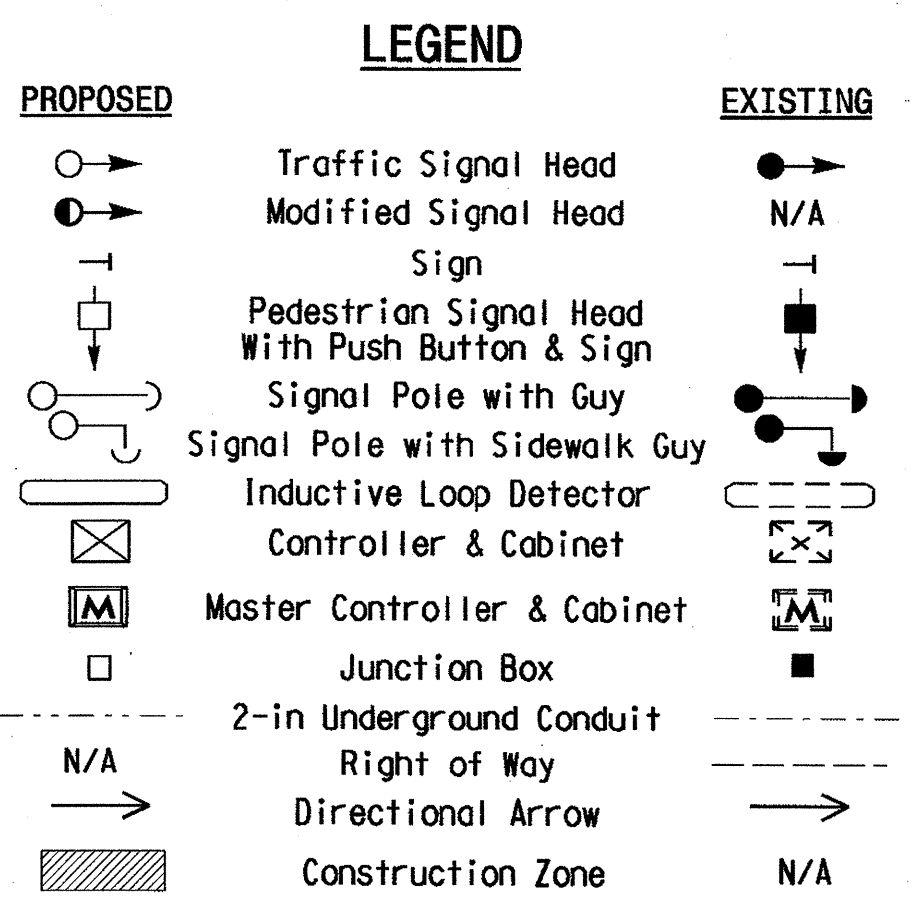 LEGEND
PROPOSED EXISTING
Traffic Signal Head
Modified Signal Head N/A
Sign
Pedestrian Signal Head
With Push Button & Sign
Signal Pole with Guy
Signal Pole with Sidewalk Guy
Inductive Loop Detector
Controller & Cabinet
M Master Controller & Cabinet M
Junction Box
2-in Underground Conduit
N/A Right of Way
Directional Arrow
Construction Zone N/A